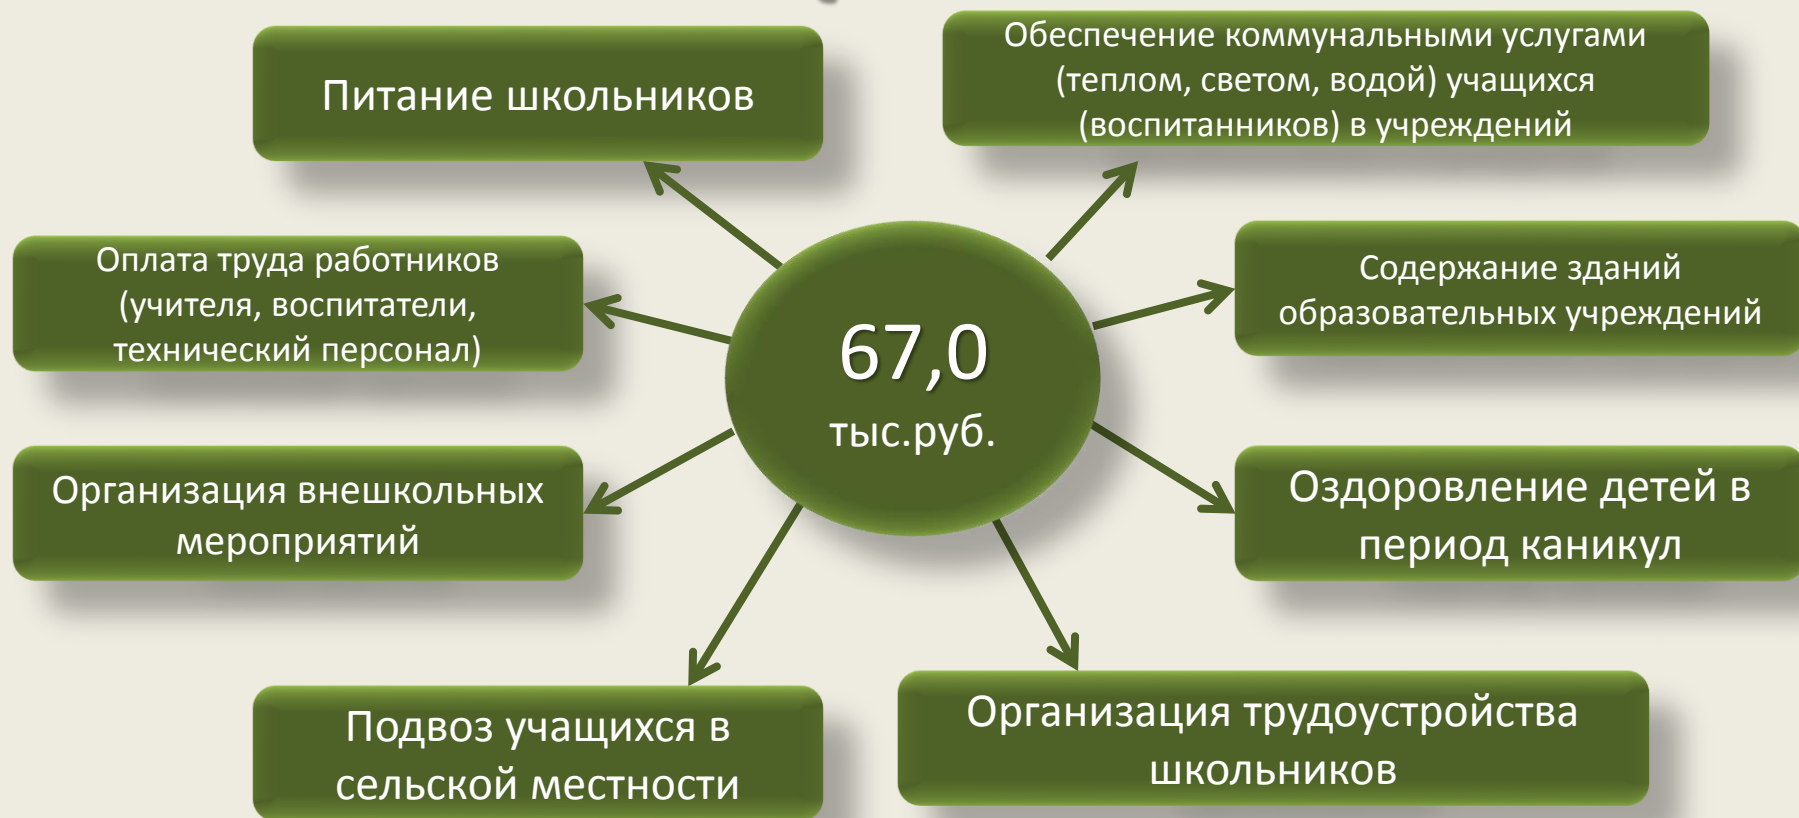 Питание школьников
Обеспечение коммунальными услугами
(теплом, светом, водой) учащихся
(воспитанников) в учреждений
Оплата труда работников
(учителя, воспитатели,
технический персонал)
Содержание зданий
образовательных учреждений
67,0
тыс.руб.
Организация внешкольных
мероприятий
Оздоровление детей в
период каникул
Подвоз учащихся в
сельской местности
Организация трудоустройства
школьников